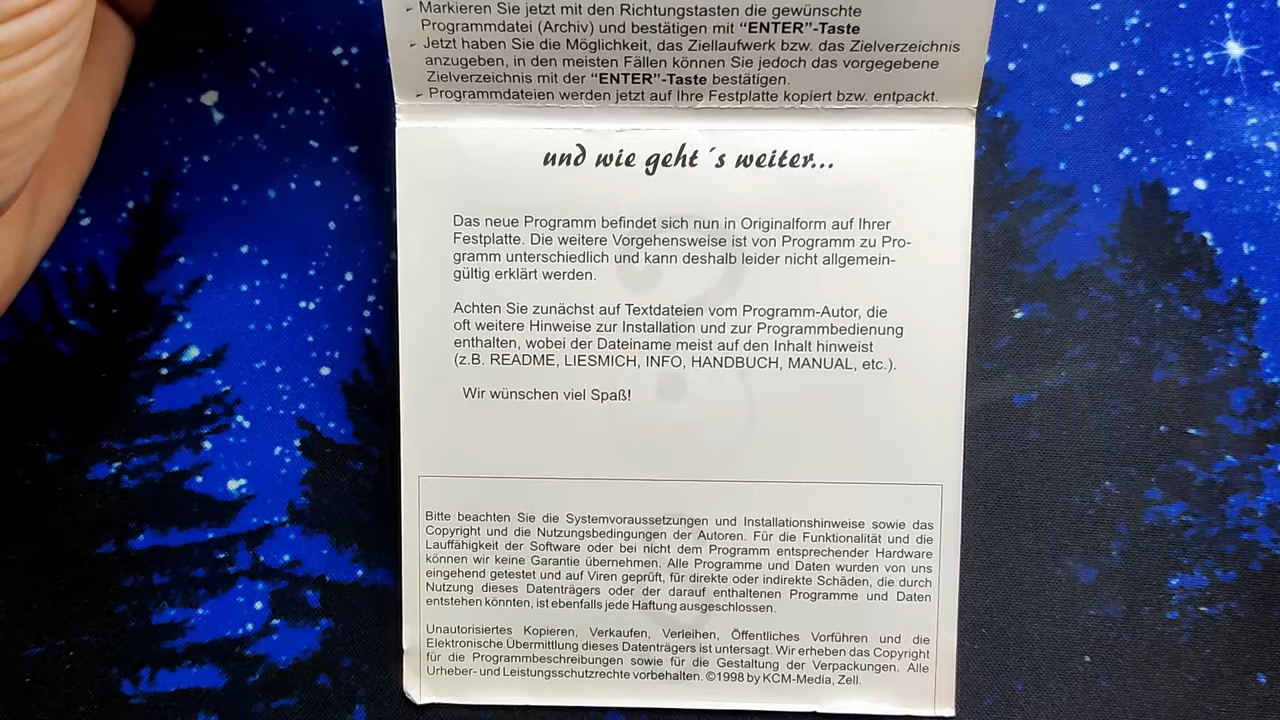 ➢ Markieren Sie jetzt mit den Richtungstasten die gewünschte
Programmdatei (Archiv) und bestätigen mit “ENTER”-Taste
➢ Jetzt haben Sie die Möglichkeit, das Ziellaufwerk bzw. das Zielverzeichnis
anzugeben, in den meisten Fällen können Sie jedoch das vorgegebene
Zielverzeichnis mit der “ENTER”-Taste bestätigen.
➢ Programmdateien werden jetzt auf Ihre Festplatte kopiert bzw. entpackt.
und wie geht ´s weiter...
Das neue Programm befindet sich nun in Originalform auf Ihrer
Festplatte. Die weitere Vorgehensweise ist von Programm zu Pro-
gramm unterschiedlich und kann deshalb leider nicht allgemein-
gültig erklärt werden.
Achten Sie zunächst auf Textdateien vom Programm-Autor, die
oft weitere Hinweise zur Installation und zur Programmbedienung
enthalten, wobei der Dateiname meist auf den Inhalt hinweist
(z.B. README, LIESMICH, INFO, HANDBUCH, MANUAL, etc.).
Wir wünschen viel Spaß!
Bitte beachten Sie die Systemvoraussetzungen und Installationshinweise sowie das
Copyright und die Nutzungsbedingungen der Autoren. Für die Funktionalität und die
Lauffähigkeit der Software oder bei nicht dem Programm entsprechender Hardware
können wir keine Garantie übernehmen. Alle Programme und Daten wurden von uns
eingehend getestet und auf Viren geprüft, für direkte oder indirekte Schäden, die durch
Nutzung dieses Datenträgers oder der darauf enthaltenen Programme und Daten
entstehen könnten, ist ebenfalls jede Haftung ausgeschlossen.
Unautorisiertes Kopieren, Verkaufen, Verleihen, Öffentliches Vorführen und die
Elektronische Übermittlung dieses Datenträgers ist untersagt. Wir erheben das Copyright
für die Programmbeschreibungen sowie für die Gestaltung der Verpackungen. Alle
Urheber- und Leistungsschutzrechte vorbehalten. ©1998 by KCM-Media, Zell.